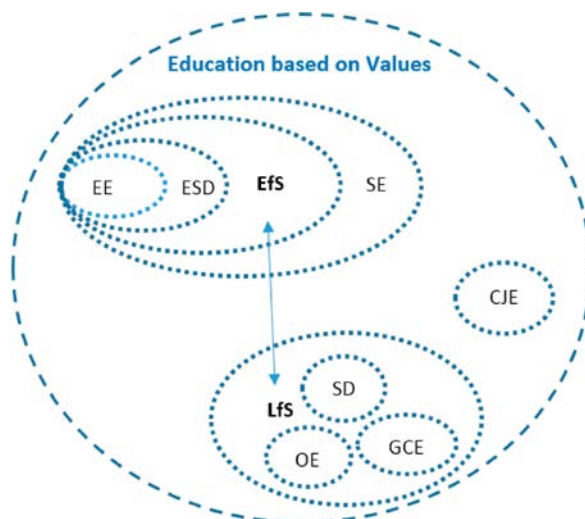 Education based on Values
EE
ESD
EfS
SE
CJE
SD
LfS
GCE
OE